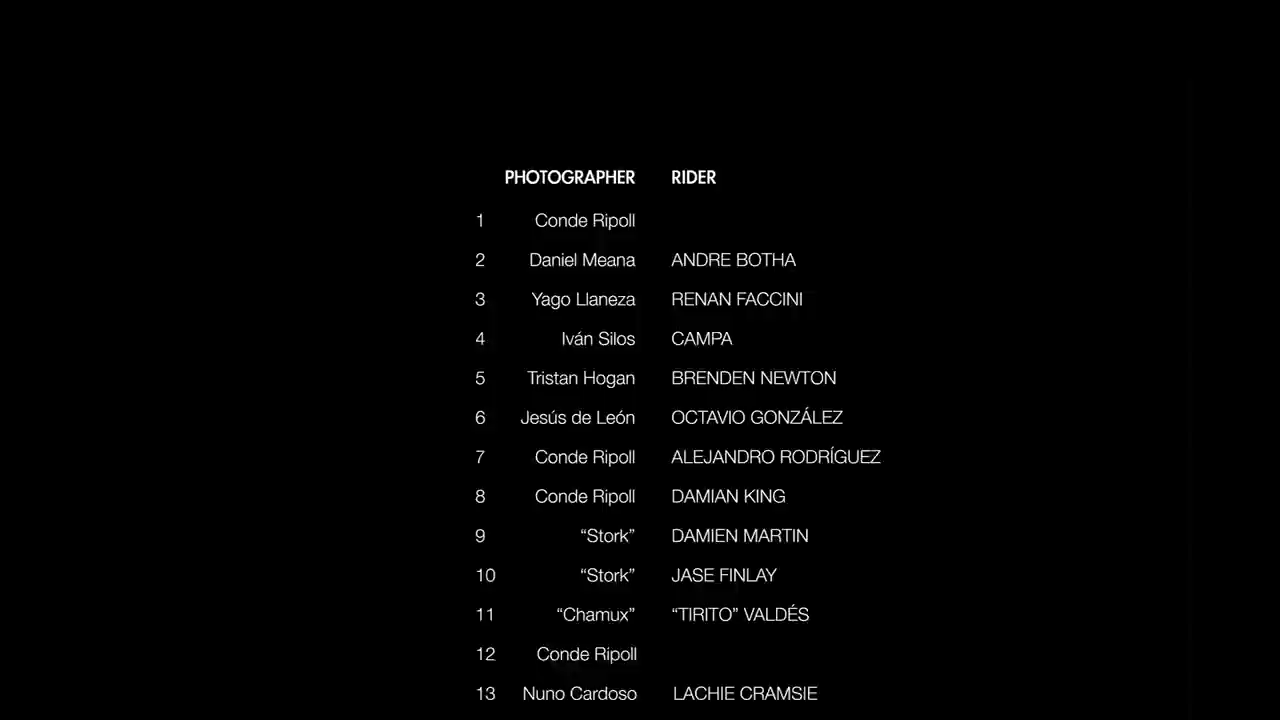 PHOTOGRAPHER RIDER
1 Conde Ripoll
2 Daniel Meana ANDRE BOTHA
3 Yago Llaneza RENAN FACCINI
4 Iván Silos CAMPA
5 Tristan Hogan BRENDEN NEWTON
6 Jesús de León OCTAVIO GONZÁLEZ
7 Conde Ripoll ALEJANDRO RODRÍGUEZ
8 Conde Ripoll DAMIAN KING
9 “Stork” DAMIEN MARTIN
10 “Stork” JASE FINLAY
11 “Chamux” “TIRITO” VALDÉS
12 Conde Ripoll
13 Nuno Cardoso LACHIE CRAMSIE